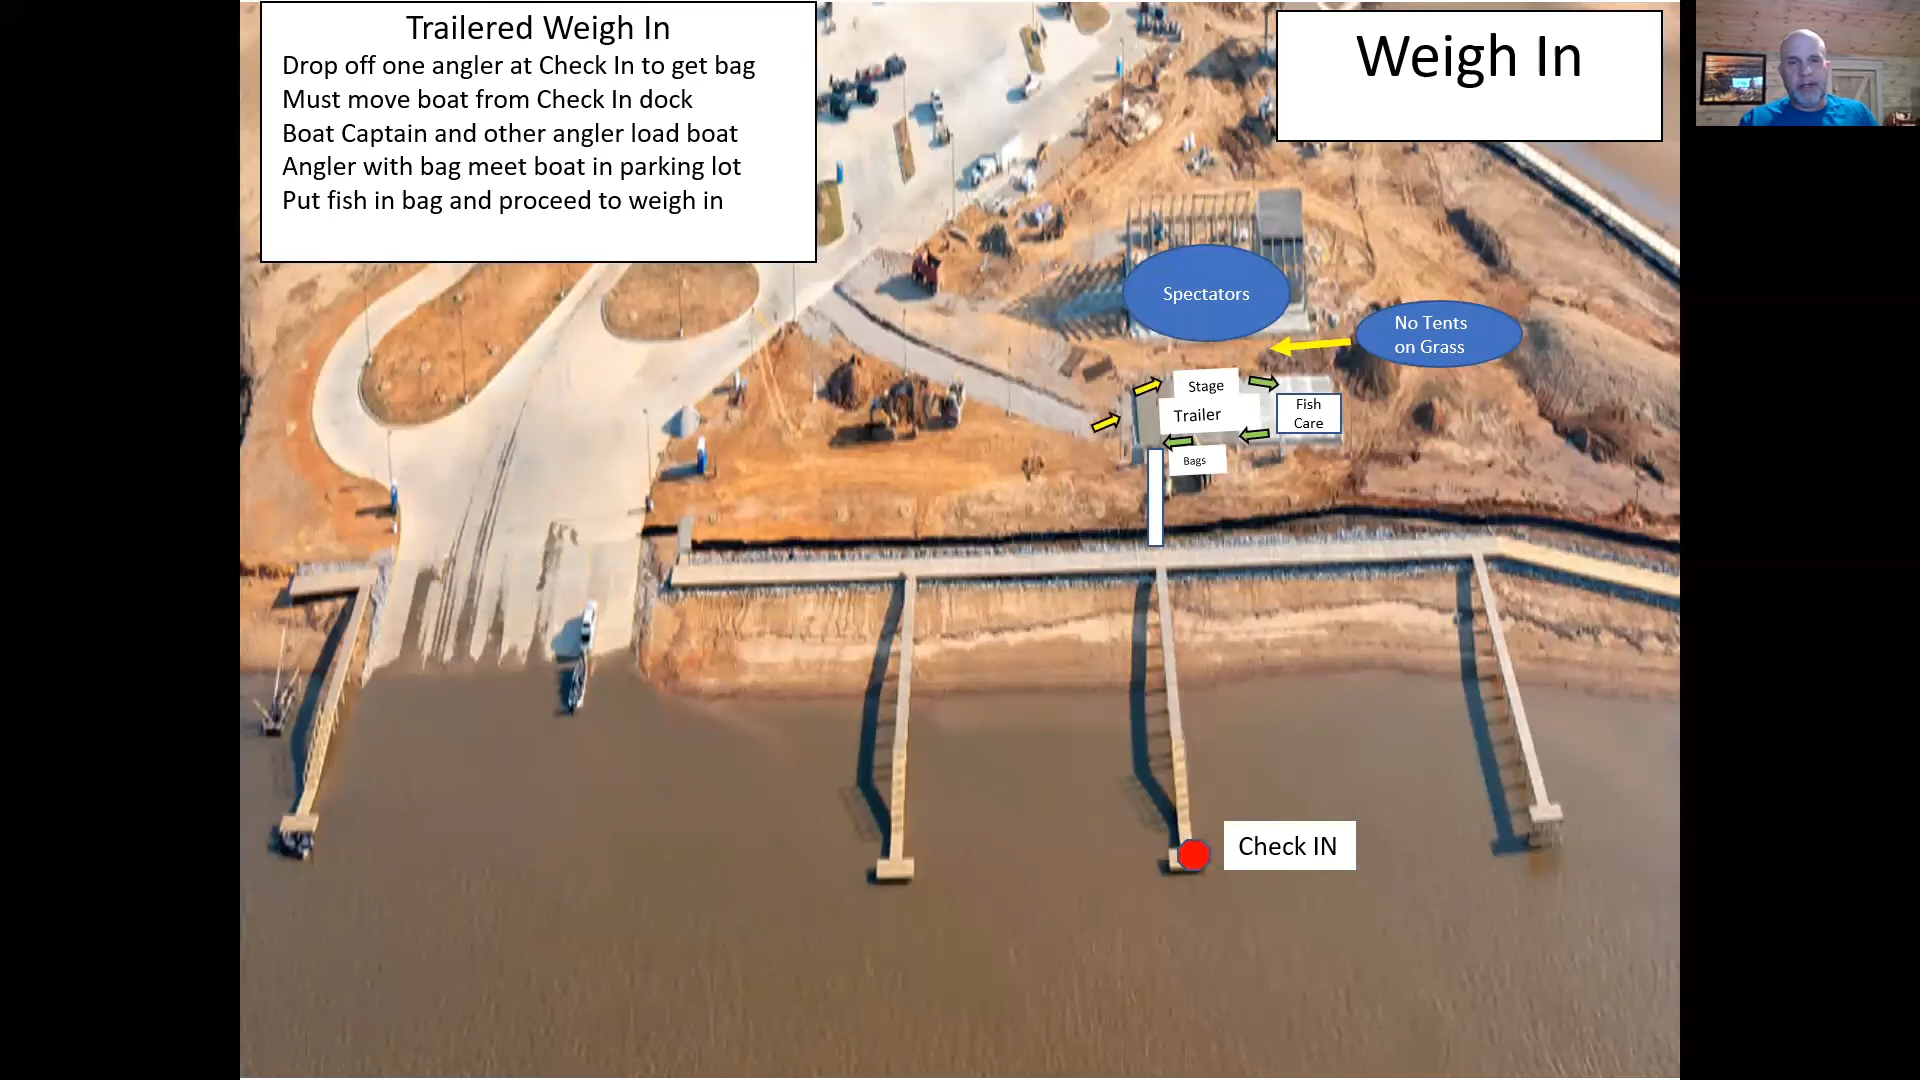 Trailered Weigh In
Drop off one angler at Check In to get bag
Must move boat from Check In dock
Boat Captain and other angler load boat
Angler with bag meet boat in parking lot
Put fish in bag and proceed to weigh in
Weigh In
Spectators
No Tents
on Grass
Stage
Trailer
Fish
Care
Bags
Check IN